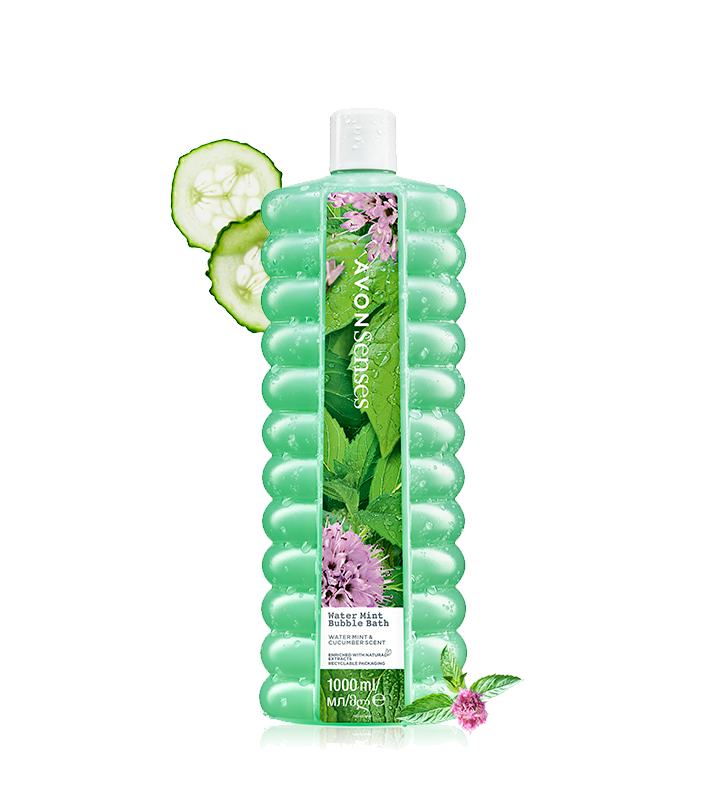 AVON senses
Water Mint
Bubble Bath
WATER MINT &
CUCUMBER SCENT
ENRICHED WITH NATURAL
EXTRACTS
RECYCLABLE PACKAGING
1000 ml/
мл/მლ ℮